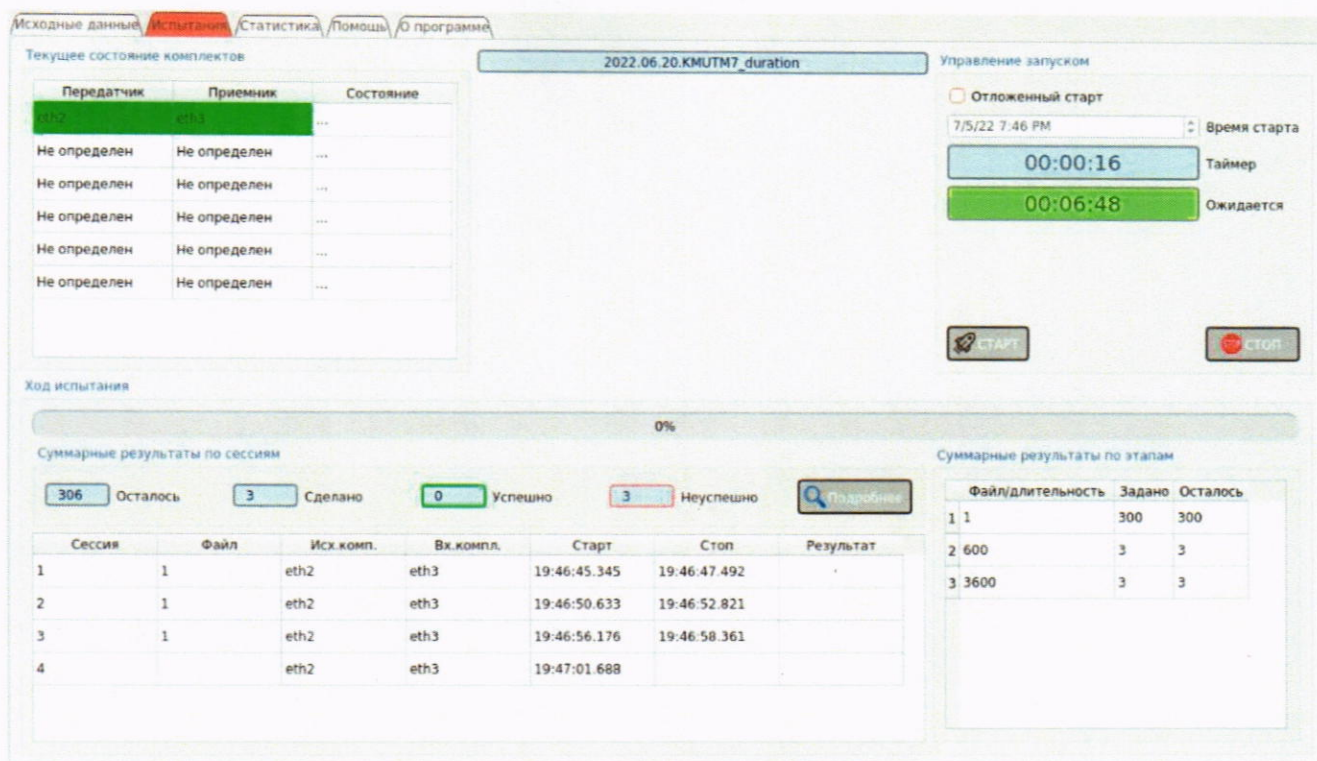 Исходные данные Испытания Статистика Помощь О программе
Текущее состояние комплектов
2022.06.20.KMUTM7_duration
Управление запуском
Передатчик Приемник Состояние
eth2 eth3 ...
Не определен Не определен ...
Не определен Не определен ...
Не определен Не определен ...
Не определен Не определен ...
Не определен Не определен ...
Отложенный старт
7/5/22 7:46 PM Время старта
00:00:16 Таймер
00:06:48 Ожидается
СТАРТ STOP СТОП
Ход испытания
0%
Суммарные результаты по сессиям
306 Осталось 3 Сделано 0 Успешно 3 Неуспешно Подробнее
Сессия Файл Исх.комп. Вх.компл. Старт Стоп Результат
1 1 eth2 eth3 19:46:45.345 19:46:47.492
2 1 eth2 eth3 19:46:50.633 19:46:52.821
3 1 eth2 eth3 19:46:56.176 19:46:58.361
4 eth2 eth3 19:47:01.688
Суммарные результаты по этапам
Файл/длительность Задано Осталось
1 1 300 300
2 600 3 3
3 3600 3 3